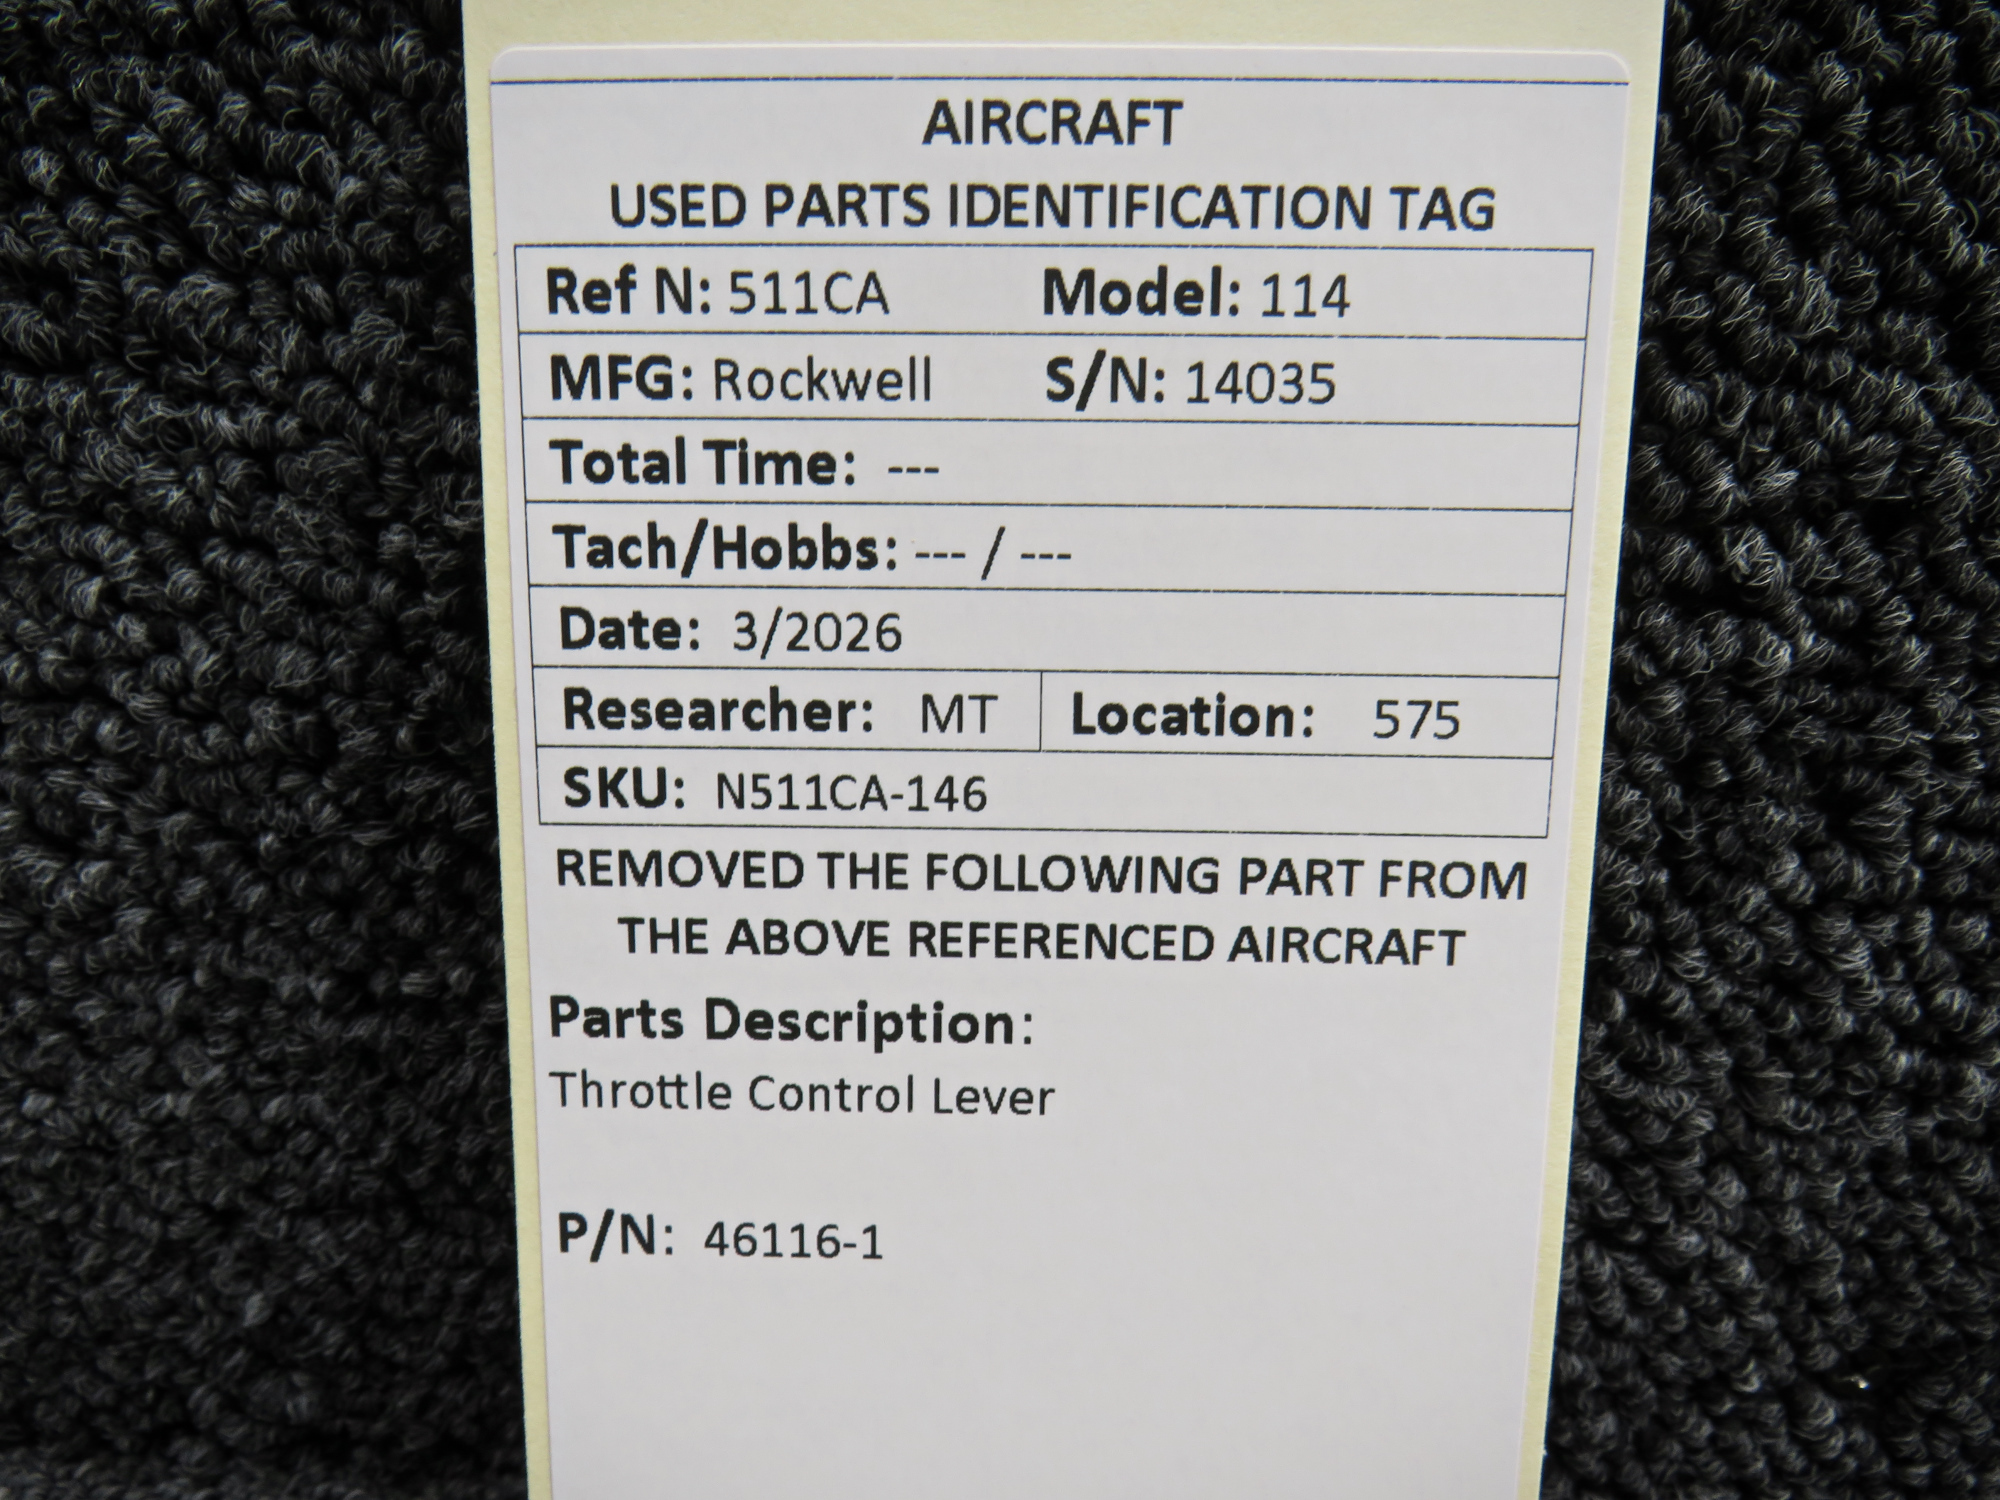 AIRCRAFT
USED PARTS IDENTIFICATION TAG
Ref N: 511CA Model: 114
MFG: Rockwell S/N: 14035
Total Time: ---
Tach/Hobbs: --- / ---
Date: 3/2026
Researcher: MT Location: 575
SKU: N511CA-146
REMOVED THE FOLLOWING PART FROM
THE ABOVE REFERENCED AIRCRAFT
Parts Description:
Throttle Control Lever
P/N: 46116-1